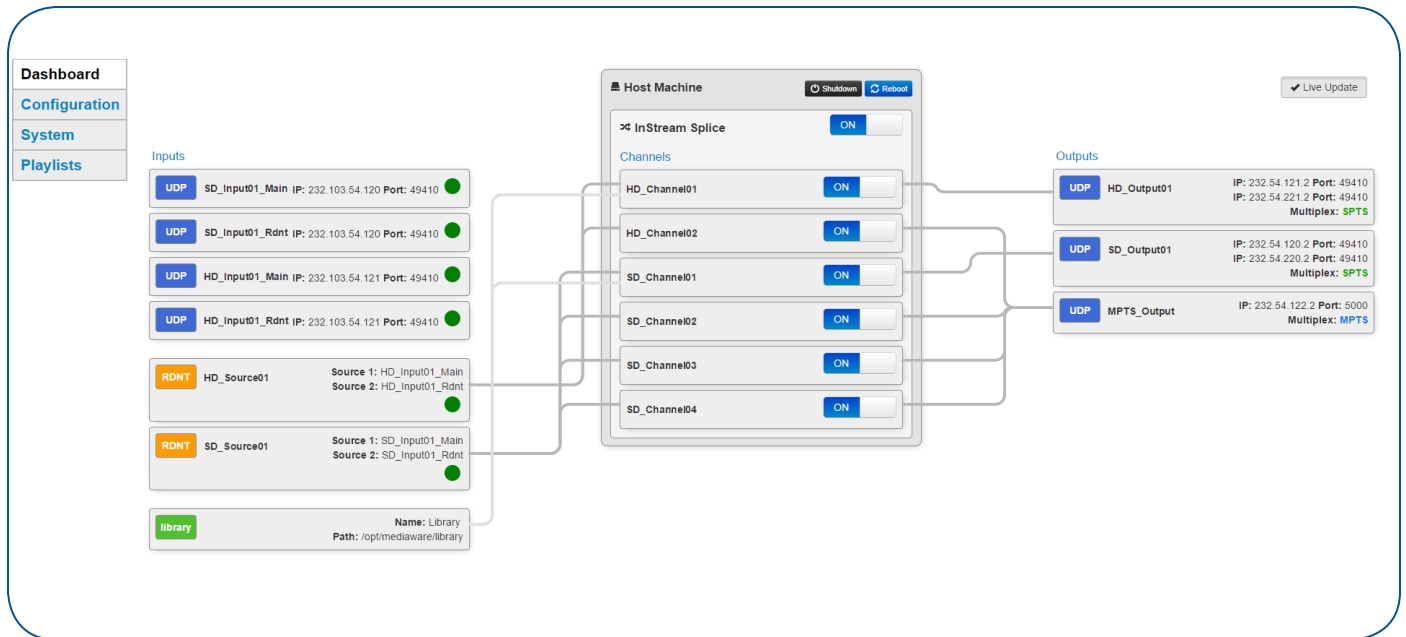 Dashboard
Configuration
System
Playlists
Inputs
UDP SD_Input01_Main IP: 232.103.54.120 Port: 49410
UDP SD_Input01_Rdnt IP: 232.103.54.120 Port: 49410
UDP HD_Input01_Main IP: 232.103.54.121 Port: 49410
UDP HD_Input01_Rdnt IP: 232.103.54.121 Port: 49410
RDNT HD_Source01 Source 1: HD_Input01_Main
Source 2: HD_Input01_Rdnt
RDNT SD_Source01 Source 1: SD_Input01_Main
Source 2: SD_Input01_Rdnt
library Name: Library
Path: /opt/mediaware/library
Host Machine Shutdown Reboot
InStream Splice ON
Channels
HD_Channel01 ON
HD_Channel02 ON
SD_Channel01 ON
SD_Channel02 ON
SD_Channel03 ON
SD_Channel04 ON
Live Update
Outputs
UDP HD_Output01 IP: 232.54.121.2 Port: 49410
IP: 232.54.221.2 Port: 49410
Multiplex: SPTS
UDP SD_Output01 IP: 232.54.120.2 Port: 49410
IP: 232.54.220.2 Port: 49410
Multiplex: SPTS
UDP MPTS_Output IP: 232.54.122.2 Port: 5000
Multiplex: MPTS